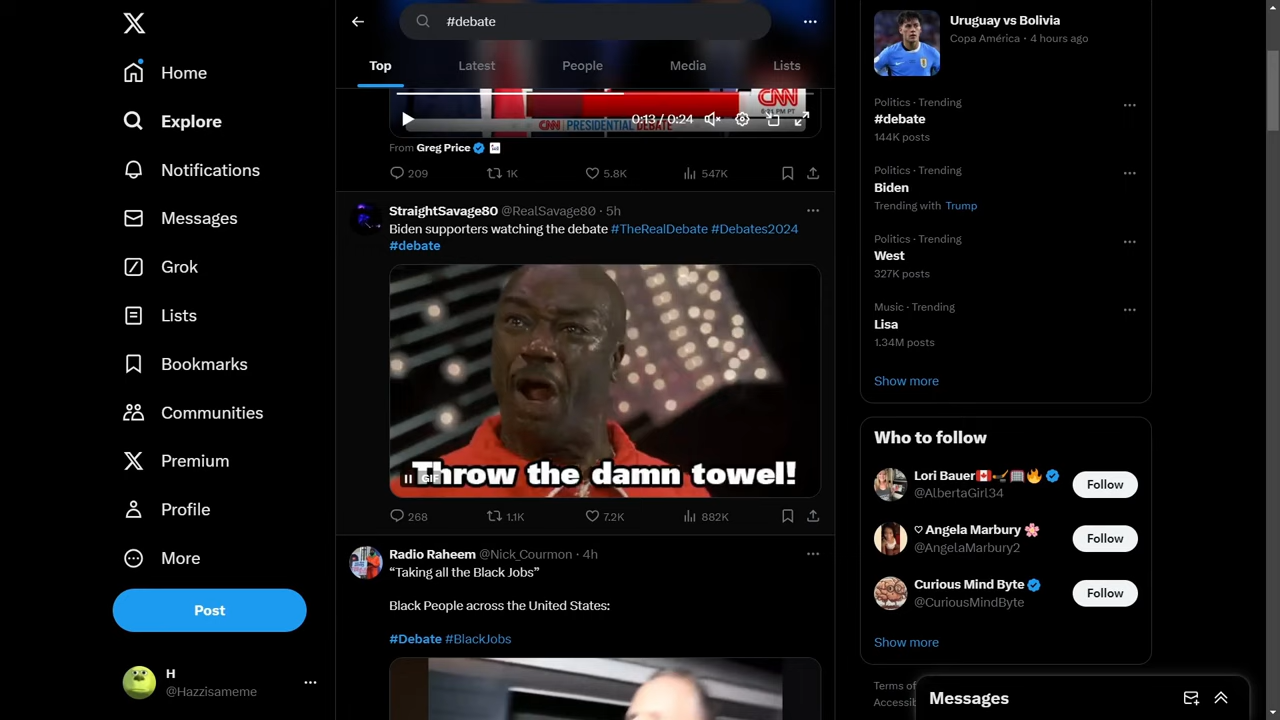 #debate
Top
Latest
People
Media
Lists
Home
Explore
Notifications
Messages
Grok
Lists
Bookmarks
Communities
Premium
Profile
More
Post
H
@Hazzisameme
CNN
0:13 / 0:24
CNN PRESIDENTIAL DEBATE
From Greg Price
209
1K
5.8K
547K
StraightSavage80 @RealSavage80 · 5h
Biden supporters watching the debate #TheRealDebate #Debates2024
#debate
Throw the damn towel!
GIF
268
1.1K
7.2K
882K
Radio Raheem @Nick_Courmon · 4h
“Taking all the Black Jobs”
Black People across the United States:
#Debate #BlackJobs
Uruguay vs Bolivia
Copa América · 4 hours ago
Politics · Trending
#debate
144K posts
Politics · Trending
Biden
Trending with Trump
Politics · Trending
West
327K posts
Music · Trending
Lisa
1.34M posts
Show more
Who to follow
Lori Bauer
@AlbertaGirl34
Follow
Angela Marbury
@AngelaMarbury2
Follow
Curious Mind Byte
@CuriousMindByte
Follow
Show more
Terms of
Messages